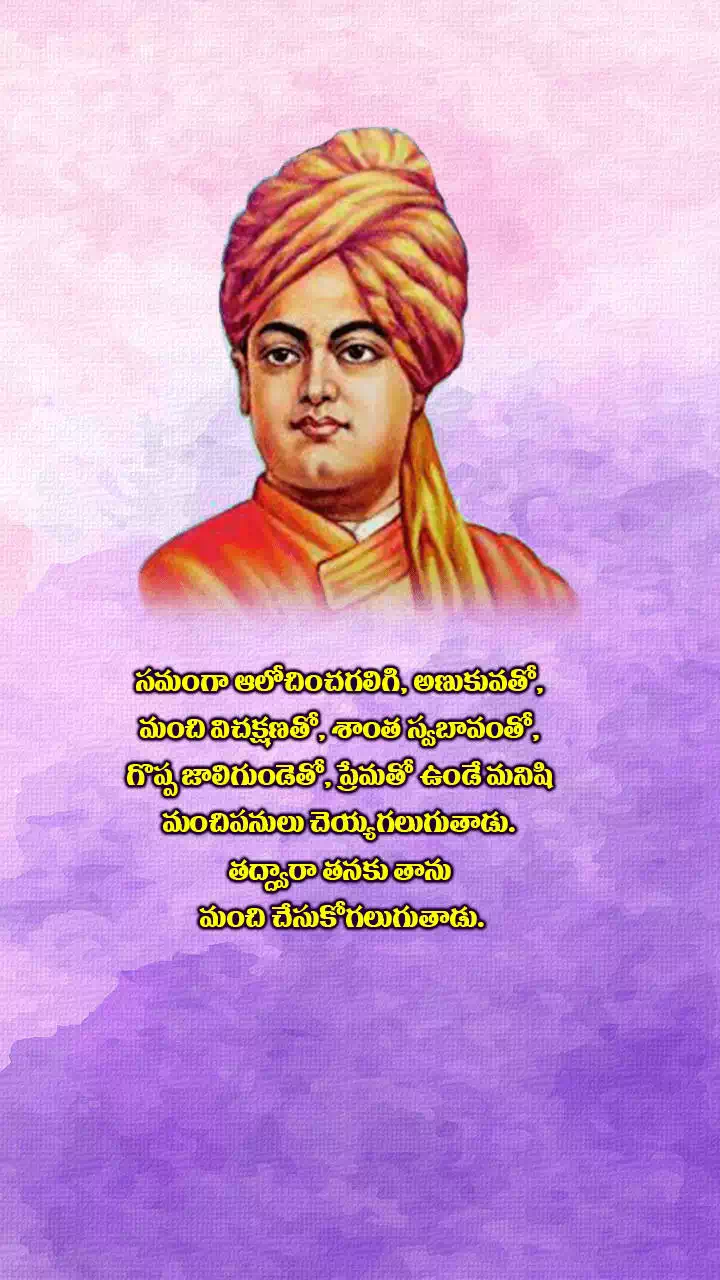 సమంగా ఆలోచించగలిగి, అణుకువతో,
మంచి విచక్షణతో, శాంత స్వబావంతో,
గొప్ప జాలిగుండెతో, ప్రేమతో ఉండే మనిషి
మంచిపనులు చెయ్యగలుగుతాడు.
తద్వారా తనకు తాను
మంచి చేసుకోగలుగుతాడు.